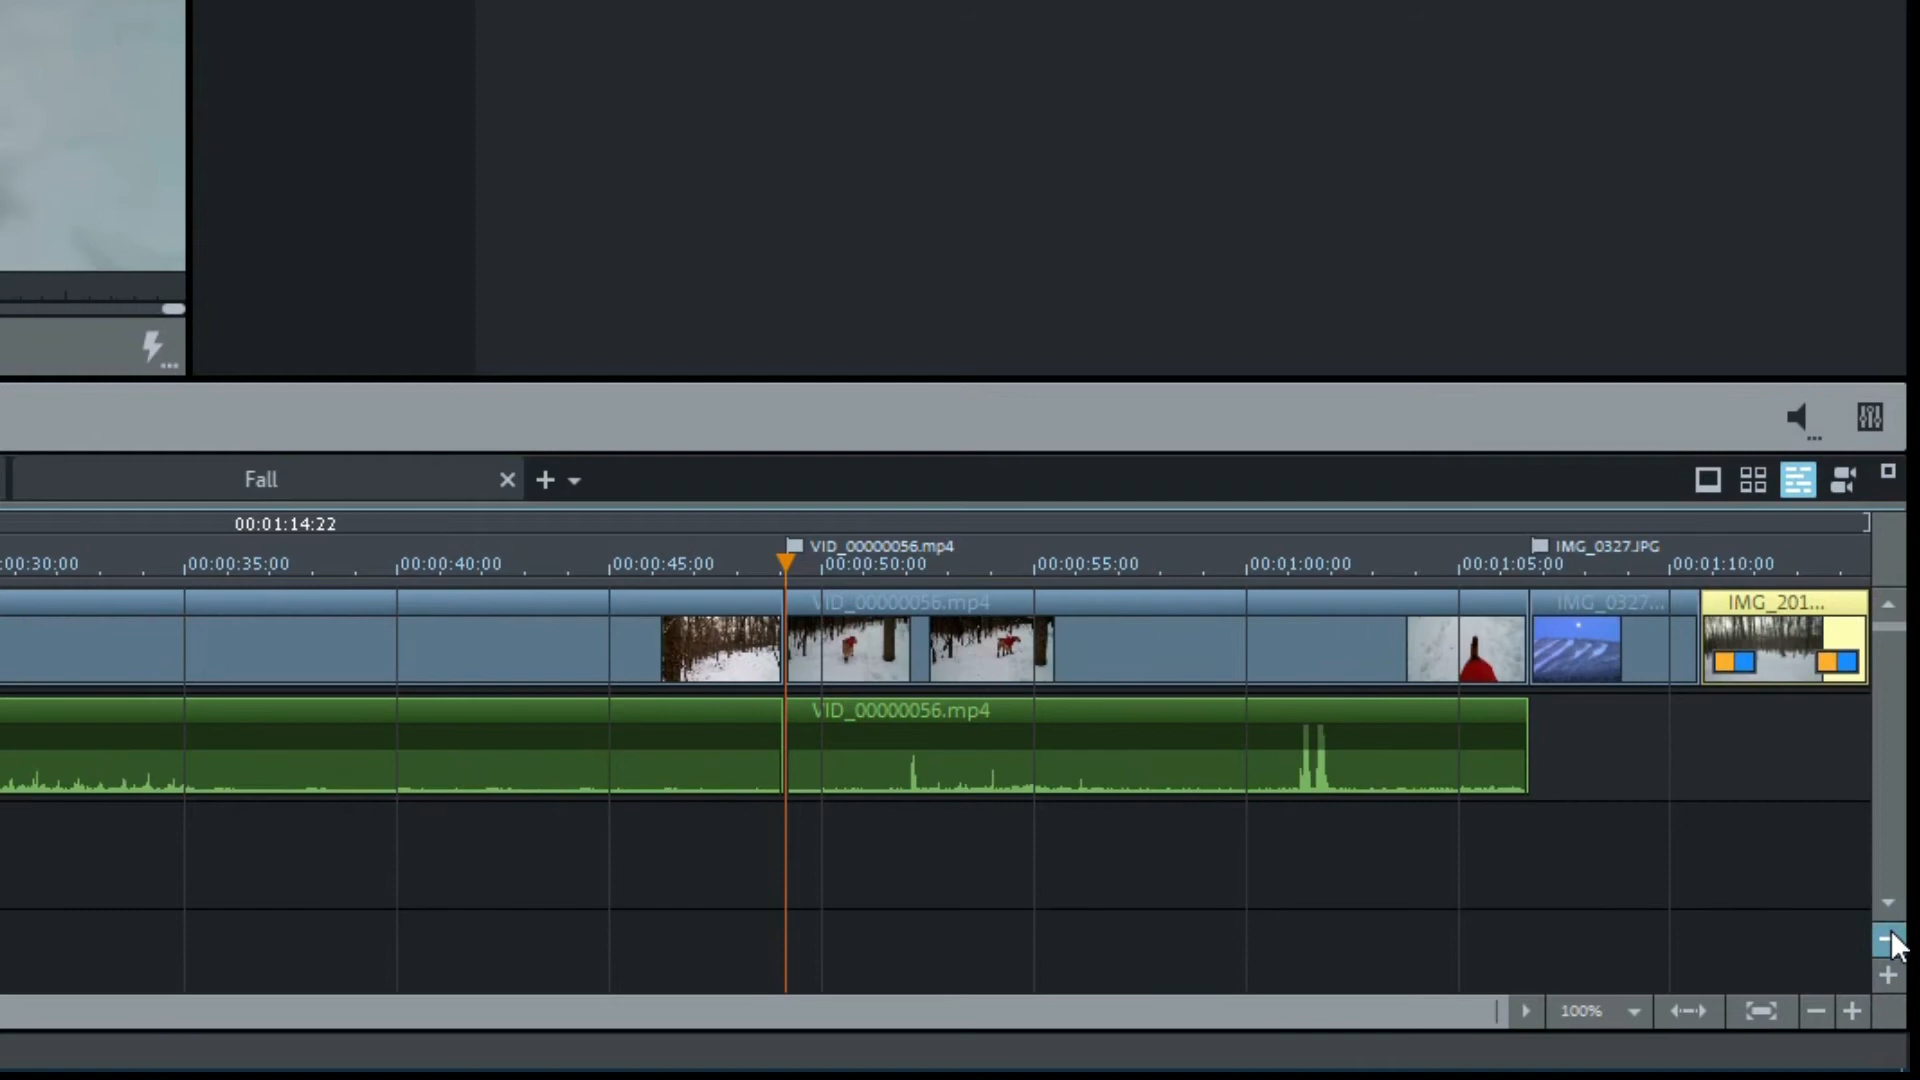 Fall
00:01:14:22
VID_00000056.mp4
IMG_0327.JPG
:00:30:00
00:00:35:00
00:00:40:00
00:00:45:00
00:00:50:00
00:00:55:00
00:01:00:00
00:01:05:00
00:01:10:00
VID_00000056.mp4
IMG_0327...
IMG_201...
VID_00000056.mp4
100%